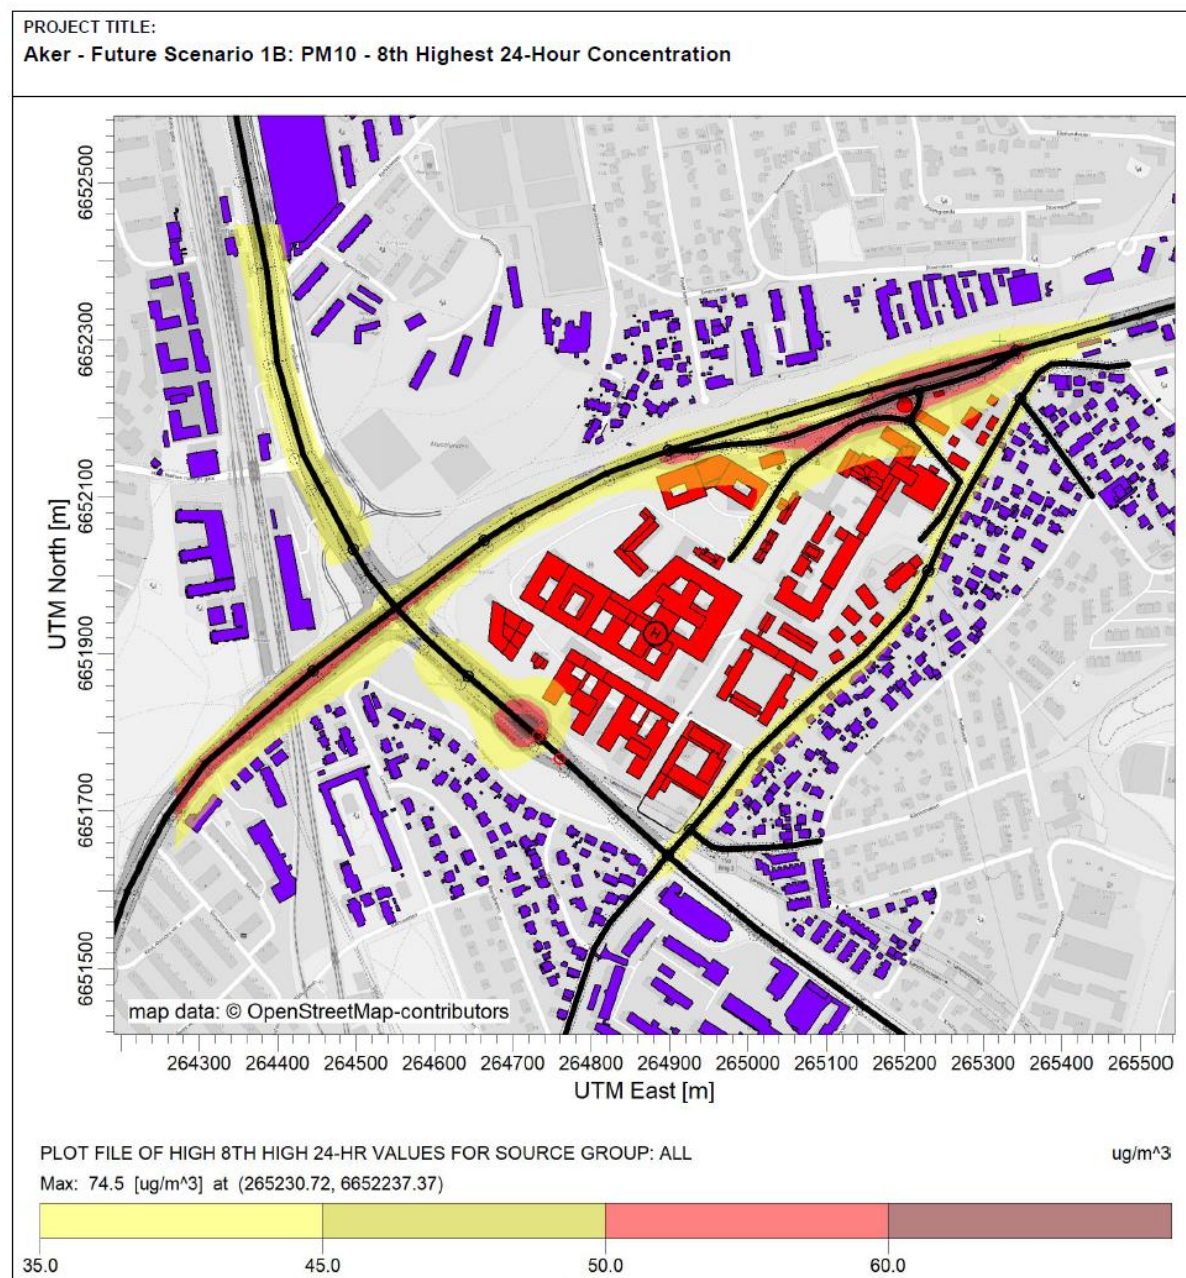 PROJECT TITLE:
Aker - Future Scenario 1B: PM10 - 8th Highest 24-Hour Concentration
UTM North [m]
6652500
6652300
6652100
6651900
6651700
6651500
H
map data: © OpenStreetMap-contributors
264300 264400 264500 264600 264700 264800 264900 265000 265100 265200 265300 265400 265500
UTM East [m]
PLOT FILE OF HIGH 8TH HIGH 24-HR VALUES FOR SOURCE GROUP: ALL ug/m^3
Max: 74.5 [ug/m^3] at (265230.72, 6652237.37)
35.0 45.0 50.0 60.0